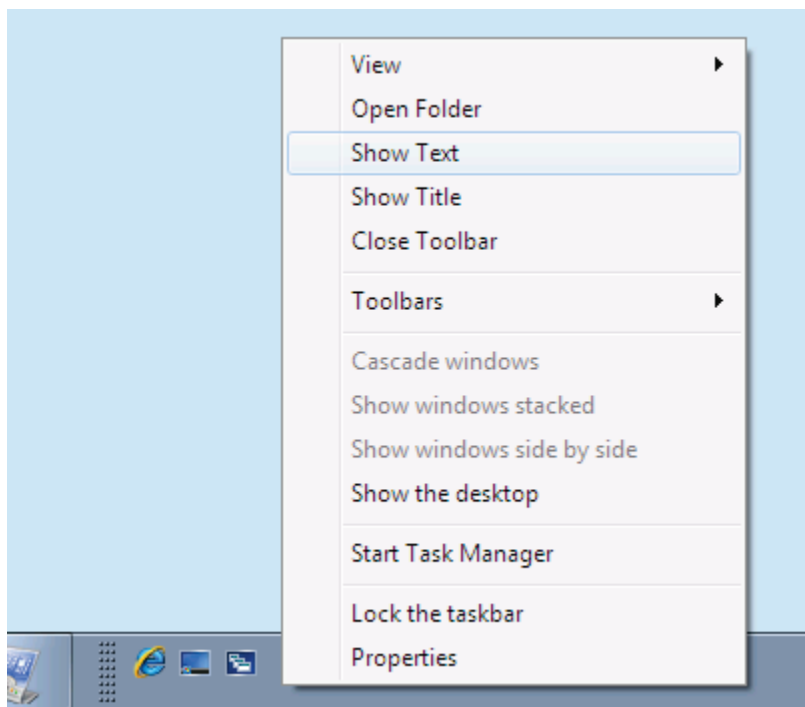 View
Open Folder
Show Text
Show Title
Close Toolbar
Toolbars
Cascade windows
Show windows stacked
Show windows side by side
Show the desktop
Start Task Manager
Lock the taskbar
Properties